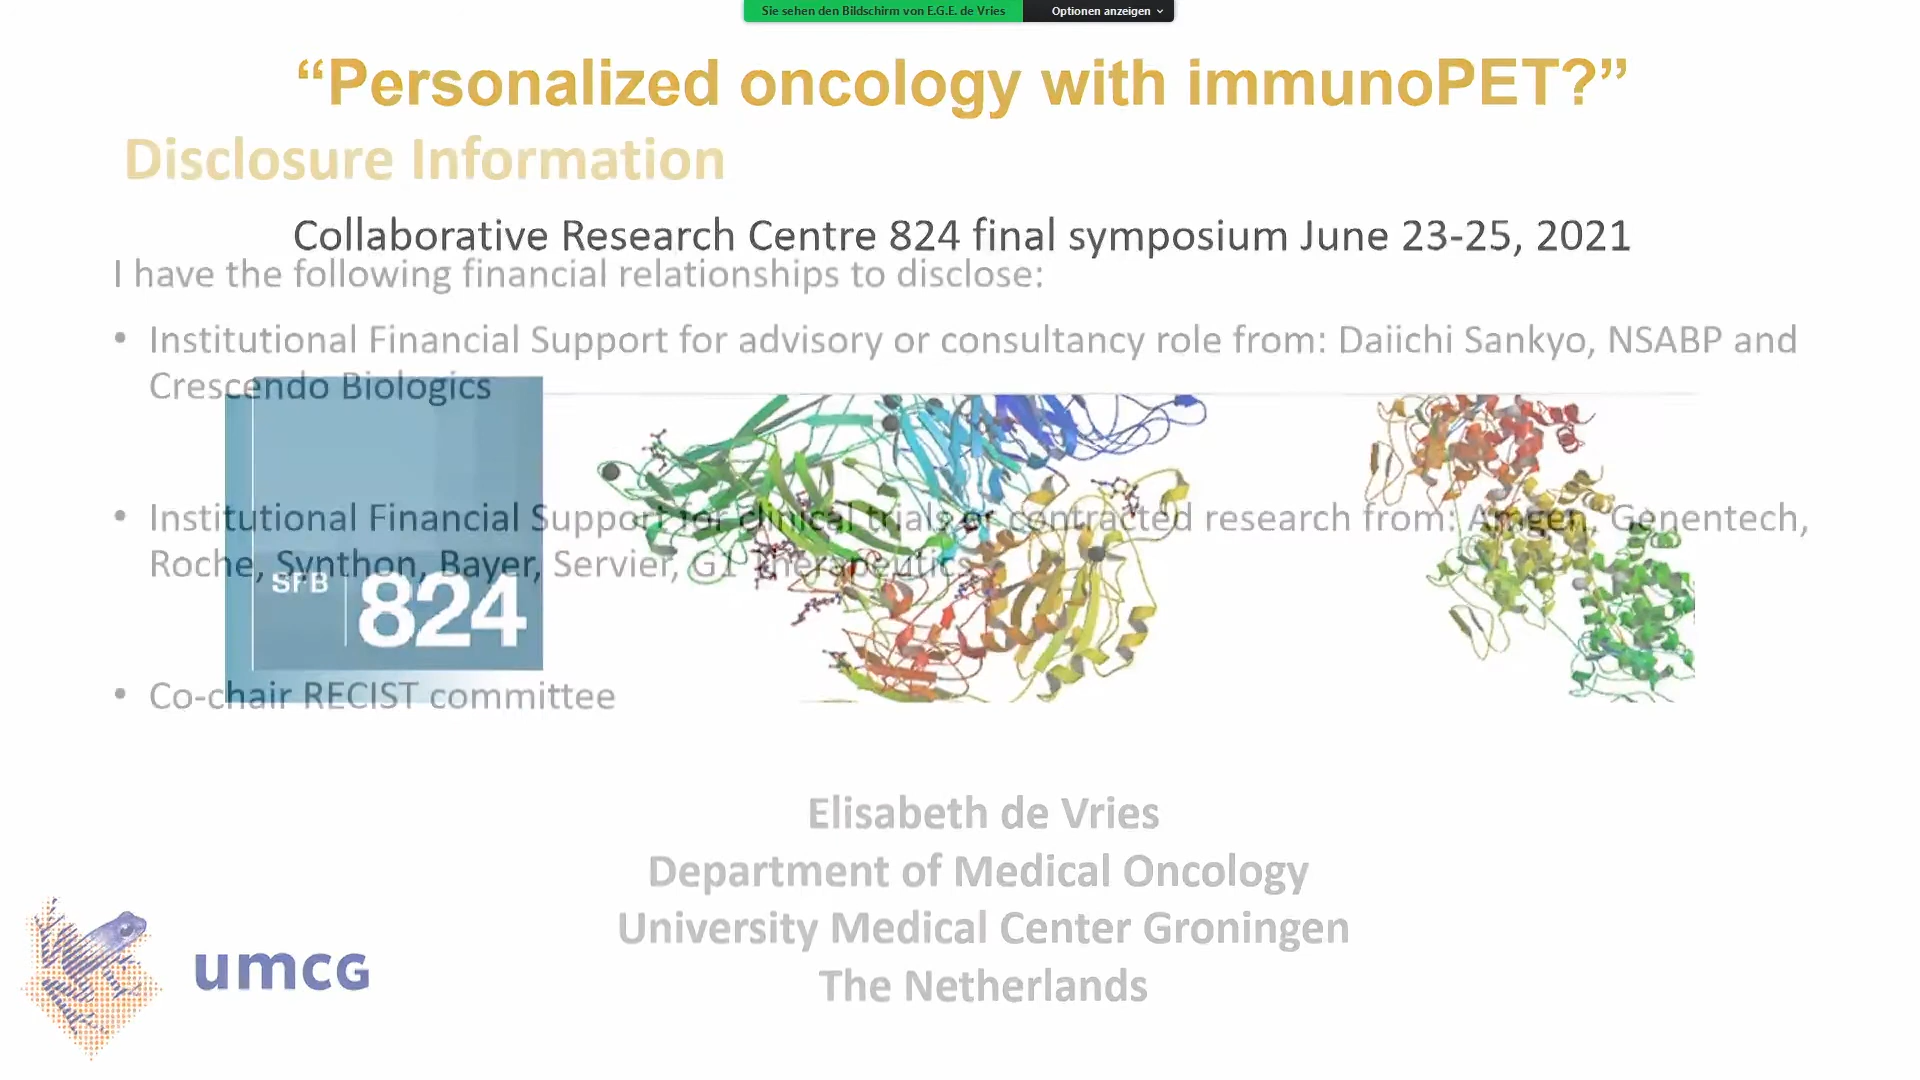 Sie sehen den Bildschirm von E.G.E. de Vries
Optionen anzeigen
“Personalized oncology with immunoPET?”
Disclosure Information
Collaborative Research Centre 824 final symposium June 23-25, 2021
I have the following financial relationships to disclose:
• Institutional Financial Support for advisory or consultancy role from: Daiichi Sankyo, NSABP and
Crescendo Biologics
• Institutional Financial Support for clinical trials or contracted research from: Amgen, Genentech,
Roche, Synthon, Bayer, Servier, G1 Therapeutics
SFB 824
• Co-chair RECIST committee
Elisabeth de Vries
Department of Medical Oncology
University Medical Center Groningen
The Netherlands
umcG